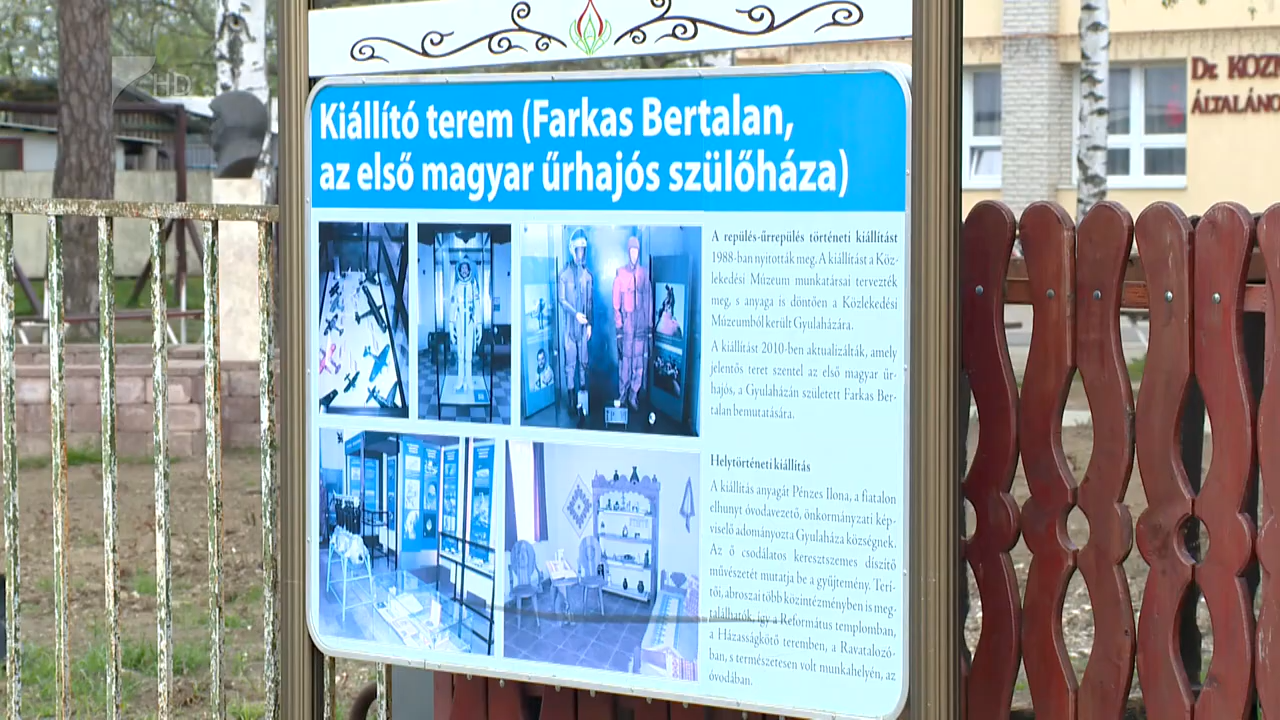 HD
Kiállító terem (Farkas Bertalan,
az első magyar űrhajós szülőháza)
Dr. KOZM
ÁLTALÁNO
A repülés-űrrepülés történeti kiállítást
1988-ban nyitották meg. A kiállítást a Köz-
lekedési Múzeum munkatársai tervezték
meg, s anyaga is döntően a Közlekedési
Múzeumból került Gyulaházára.
A kiállítást 2010-ben aktualizálták, amely
jelentős teret szentel az első magyar űr-
hajós, a Gyuláházán született Farkas Ber-
talan bemutatására.
Helytörténeti kiállítás
A kiállítás anyagát Pénzes Ilona, a fiatalon
elhunyt óvodavezető, önkormányzati kép-
viselő adományozta Gyulaháza községnek.
Az ő csodálatos keresztszemes díszítő
művészetét mutatja be a gyűjtemény. Terí-
tői, abroszai több közintézményben is meg-
találhatók, így a Református templomban,
a Házasságkötő teremben, a Ravatalozó-
ban, s természetesen volt munkahelyén, az
óvodában.